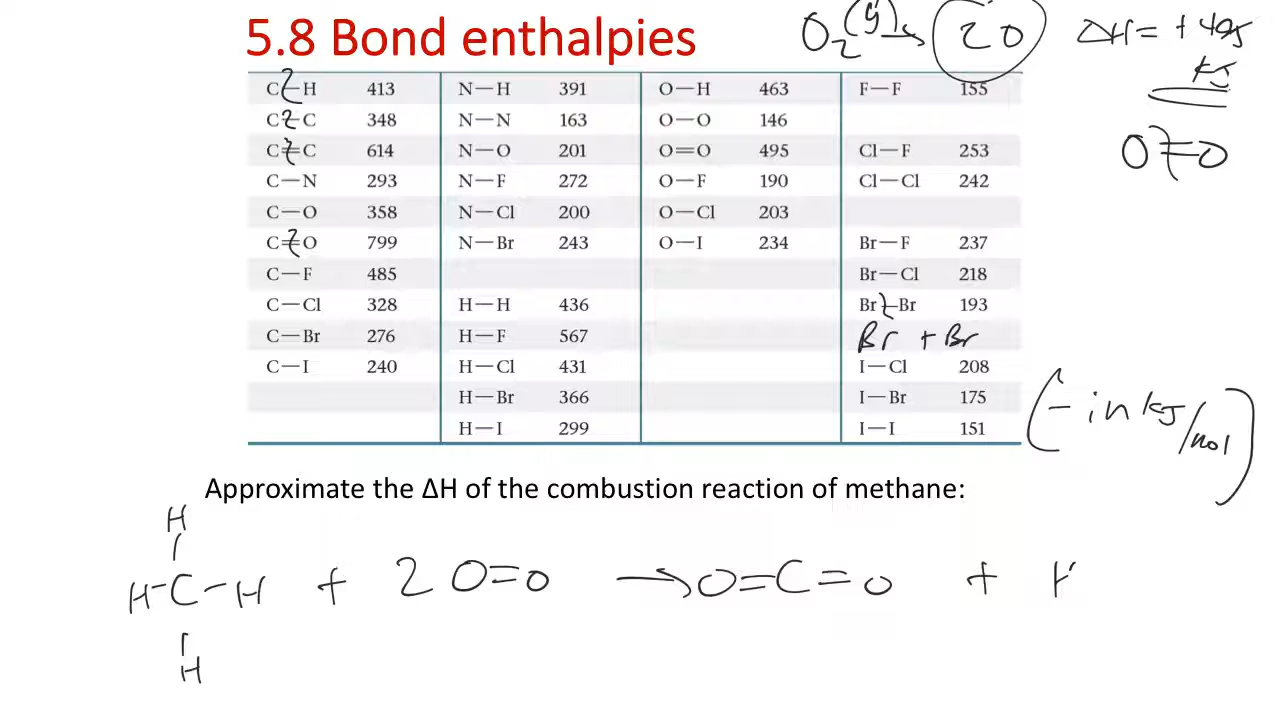 5.8 Bond enthalpies
O₂(g) → 2O ΔH = +495 kJ
O=O
C—H 413 N—H 391 O—H 463 F—F 155
C—C 348 N—N 163 O—O 146
C=C 614 N—O 201 O=O 495 Cl—F 253
C—N 293 N—F 272 O—F 190 Cl—Cl 242
C—O 358 N—Cl 200 O—Cl 203
C=O 799 N—Br 243 O—I 234 Br—F 237
C—F 485 Br—Cl 218
C—Cl 328 H—H 436 Br—Br 193
C—Br 276 H—F 567 Br + Br
C—I 240 H—Cl 431 I—Cl 208
H—Br 366 I—Br 175
H—I 299 I—I 151
(- in kJ/mol)
Approximate the ΔH of the combustion reaction of methane:
H
H-C-H + 2 O=O → O=C=O + H
H